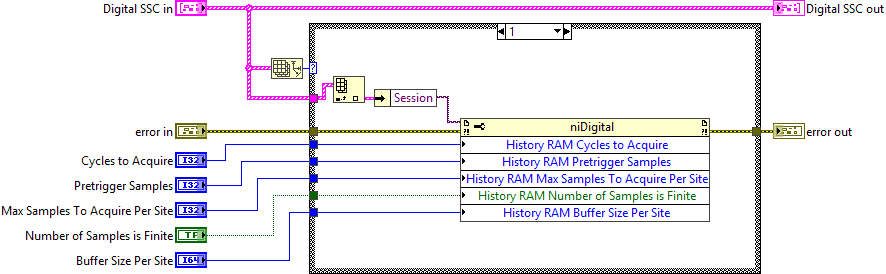 Digital SSC in
Digital SSC out
1
?
Session
niDigital
error in
error out
History RAM Cycles to Acquire
Cycles to Acquire
I32
History RAM Pretrigger Samples
Pretrigger Samples
I32
History RAM Max Samples To Acquire Per Site
Max Samples To Acquire Per Site
I32
History RAM Number of Samples is Finite
Number of Samples is Finite
TF
History RAM Buffer Size Per Site
Buffer Size Per Site
I64